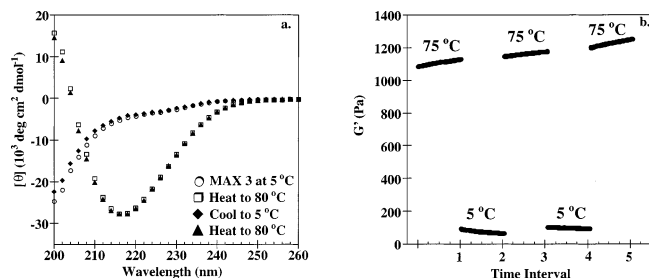 a.
20
10
0
-10
-20
-30
[θ] (10³ deg cm² dmol⁻¹)
MAX 3 at 5 °C
Heat to 80 °C
Cool to 5 °C
Heat to 80 °C
200 210 220 230 240 250 260
Wavelength (nm)
b.
1400
1200
1000
800
600
400
200
0
G' (Pa)
75 °C
75 °C
75 °C
5 °C
5 °C
1 2 3 4 5
Time Interval